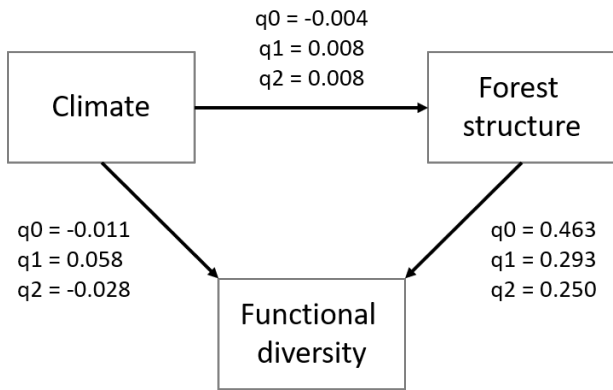 q0 = -0.004
q1 = 0.008
q2 = 0.008
Climate
Forest
structure
q0 = -0.011
q1 = 0.058
q2 = -0.028
q0 = 0.463
q1 = 0.293
q2 = 0.250
Functional
diversity